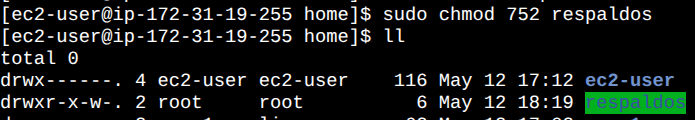 [ec2-user@ip-172-31-19-255 home]$ sudo chmod 752 respaldos
[ec2-user@ip-172-31-19-255 home]$ ll
total 0
drwx------. 4 ec2-user ec2-user 116 May 12 17:12 ec2-user
drwxr-x-w-. 2 root root 6 May 12 18:19 respaldos